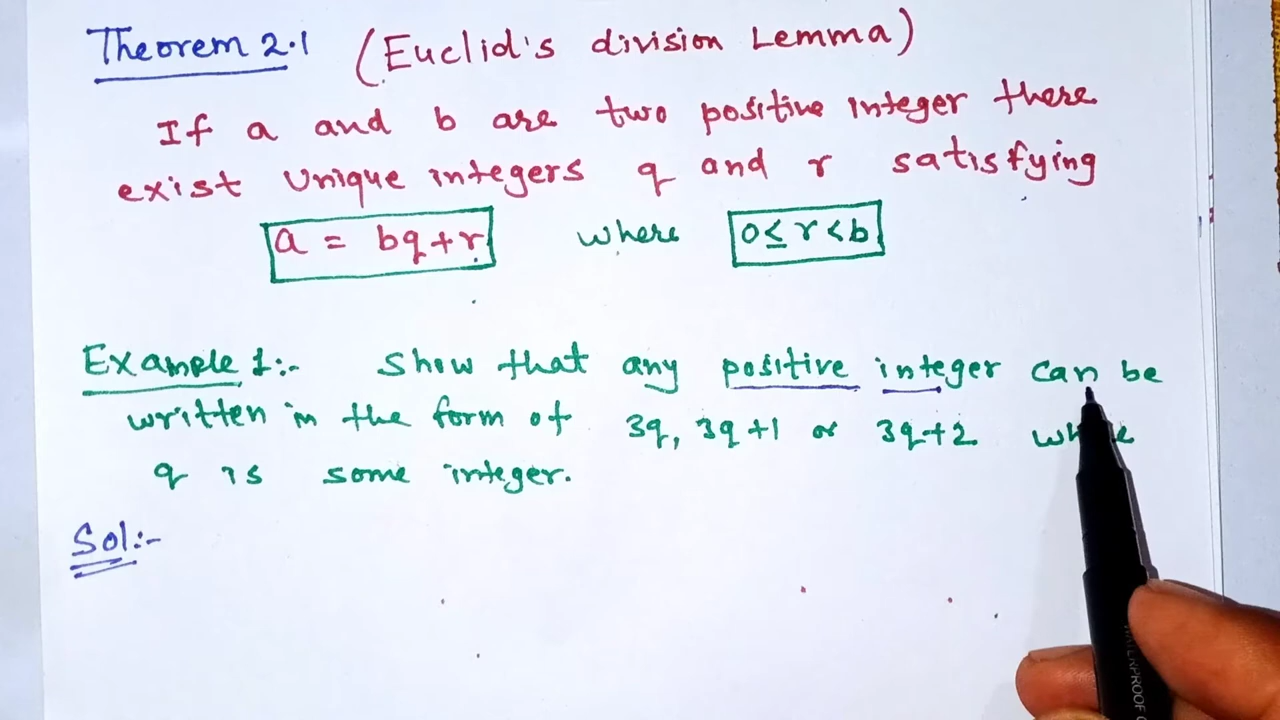 Theorem 2.1 (Euclid's division Lemma)
If a and b are two positive integer there
exist unique integers q and r satisfying
a = bq+r where 0≤r<b
Example 1:- Show that any positive integer can be
written in the form of 3q, 3q+1 or 3q+2
q is some integer.
Sol:-
WATERPROOF